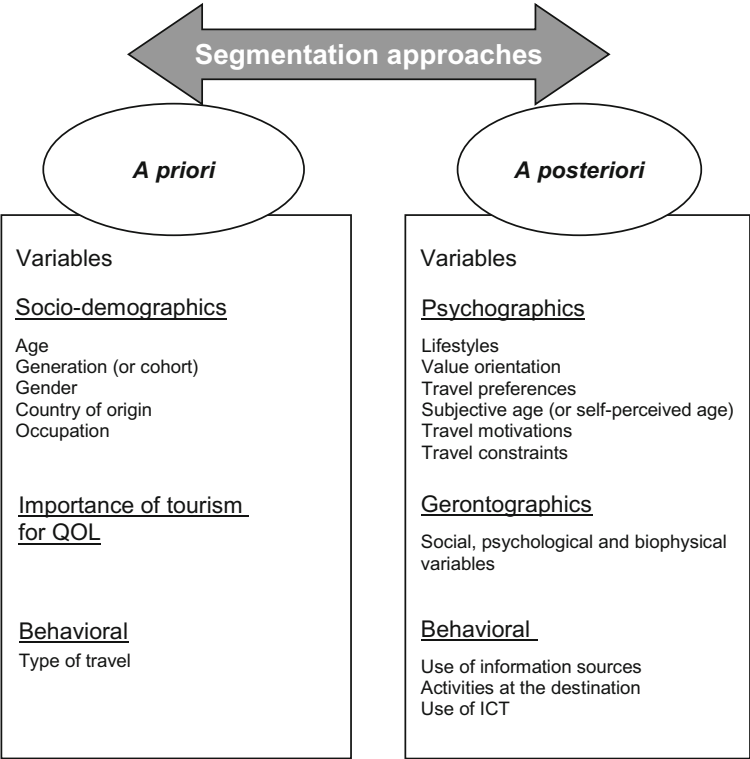 Segmentation approaches
A priori
Variables
Socio-demographics
Age
Generation (or cohort)
Gender
Country of origin
Occupation
Importance of tourism
for QOL
Behavioral
Type of travel
A posteriori
Variables
Psychographics
Lifestyles
Value orientation
Travel preferences
Subjective age (or self-perceived age)
Travel motivations
Travel constraints
Gerontographics
Social, psychological and biophysical
variables
Behavioral
Use of information sources
Activities at the destination
Use of ICT